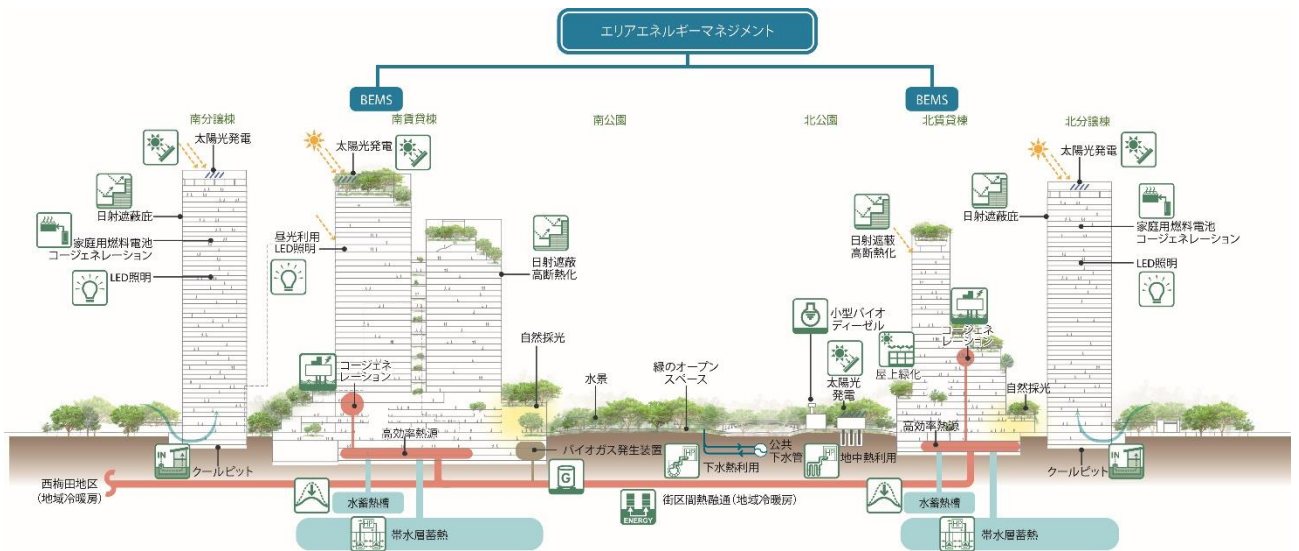 エリアエネルギーマネジメント
BEMS
BEMS
南分譲棟
南賃貸棟
南公園
北公園
北賃貸棟
北分譲棟
太陽光発電
日射遮蔽庇
家庭用燃料電池
コージェネレーション
LED照明
クールピット
IN
太陽光発電
昼光利用
LED照明
日射遮蔽
高断熱化
コージェネ
レーション
自然採光
高効率熱源
バイオガス発生装置
G
水景
緑のオープン
スペース
HP
下水熱利用
公共
下水管
小型バイオ
ディーゼル
太陽光
発電
HP
地中熱利用
日射遮蔽
高断熱化
屋上緑化
コージェネ
レーション
自然採光
高効率熱源
太陽光発電
日射遮蔽庇
家庭用燃料電池
コージェネレーション
LED照明
クールピット
IN
西梅田地区
(地域冷暖房)
水蓄熱槽
HP
帯水層蓄熱
ENERGY
街区間熱融通(地域冷暖房)
水蓄熱槽
HP
帯水層蓄熱